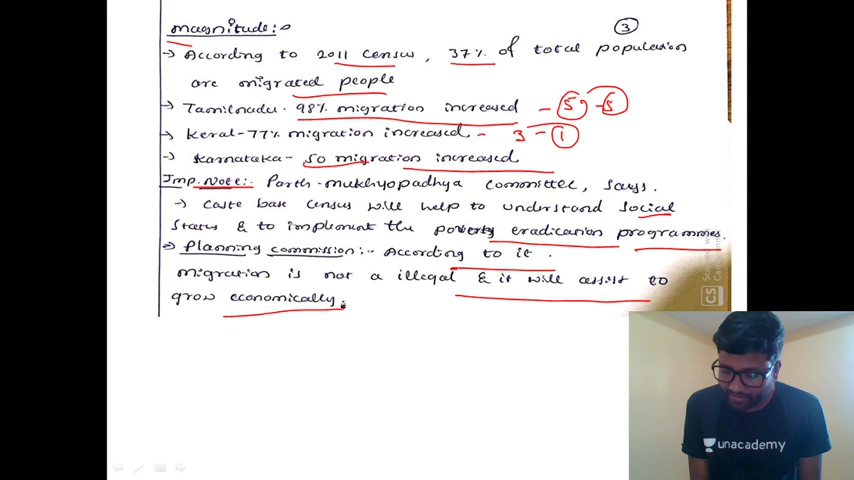 magnitude:-
3
→ According to 2011 census, 37% of total population
are migrated people
→ Tamilnadu - 98% migration increased - 5, - 5
→ Keral - 77% migration increased - 3 - 1
→ Karnataka - 50 migration increased
Imp. Note:- Parth-mukhyopadhya committee, says.
→ Caste base census will help to understand social
status & to implement the poverty eradication programmes.
→ Planning commission:- According to it.
migration is not a illegal & it will assist to
grow economically.
CS CamScanner
unacademy